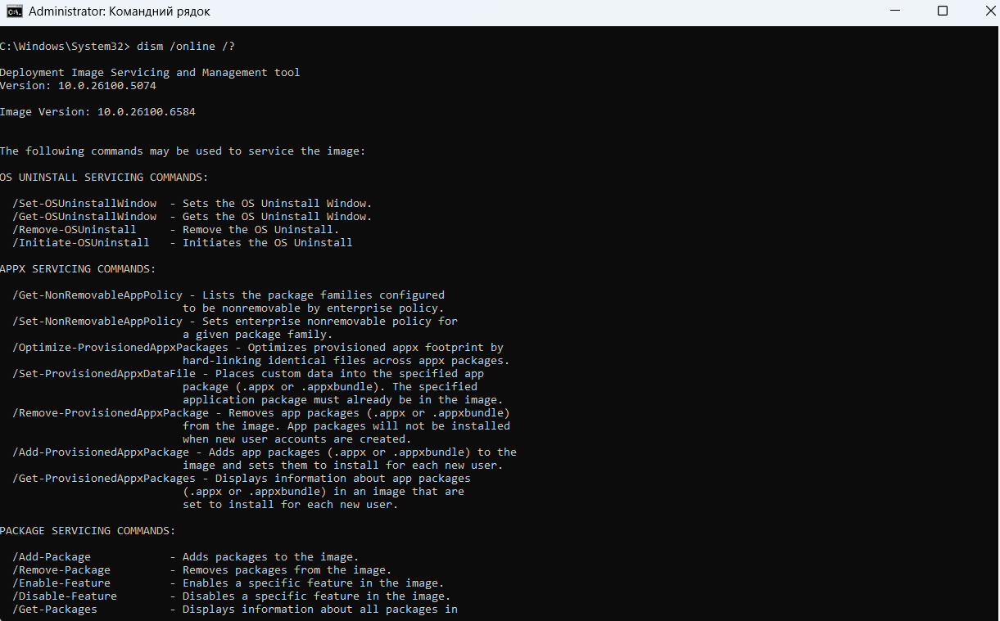 Administrator: Командний рядок
C:\Windows\System32> dism /online /?
Deployment Image Servicing and Management tool
Version: 10.0.26100.5074
Image Version: 10.0.26100.6584
The following commands may be used to service the image:
OS UNINSTALL SERVICING COMMANDS:
/Set-OSUninstallWindow - Sets the OS Uninstall Window.
/Get-OSUninstallWindow - Gets the OS Uninstall Window.
/Remove-OSUninstall - Remove the OS Uninstall.
/Initiate-OSUninstall - Initiates the OS Uninstall
APPX SERVICING COMMANDS:
/Get-NonRemovableAppPolicy - Lists the package families configured
to be nonremovable by enterprise policy.
/Set-NonRemovableAppPolicy - Sets enterprise nonremovable policy for
a given package family.
/Optimize-ProvisionedAppxPackages - Optimizes provisioned appx footprint by
hard-linking identical files across appx packages.
/Set-ProvisionedAppxDataFile - Places custom data into the specified app
package (.appx or .appxbundle). The specified
application package must already be in the image.
/Remove-ProvisionedAppxPackage - Removes app packages (.appx or .appxbundle)
from the image. App packages will not be installed
when new user accounts are created.
/Add-ProvisionedAppxPackage - Adds app packages (.appx or .appxbundle) to the
image and sets them to install for each new user.
/Get-ProvisionedAppxPackages - Displays information about app packages
(.appx or .appxbundle) in an image that are
set to install for each new user.
PACKAGE SERVICING COMMANDS:
/Add-Package - Adds packages to the image.
/Remove-Package - Removes packages from the image.
/Enable-Feature - Enables a specific feature in the image.
/Disable-Feature - Disables a specific feature in the image.
/Get-Packages - Displays information about all packages in